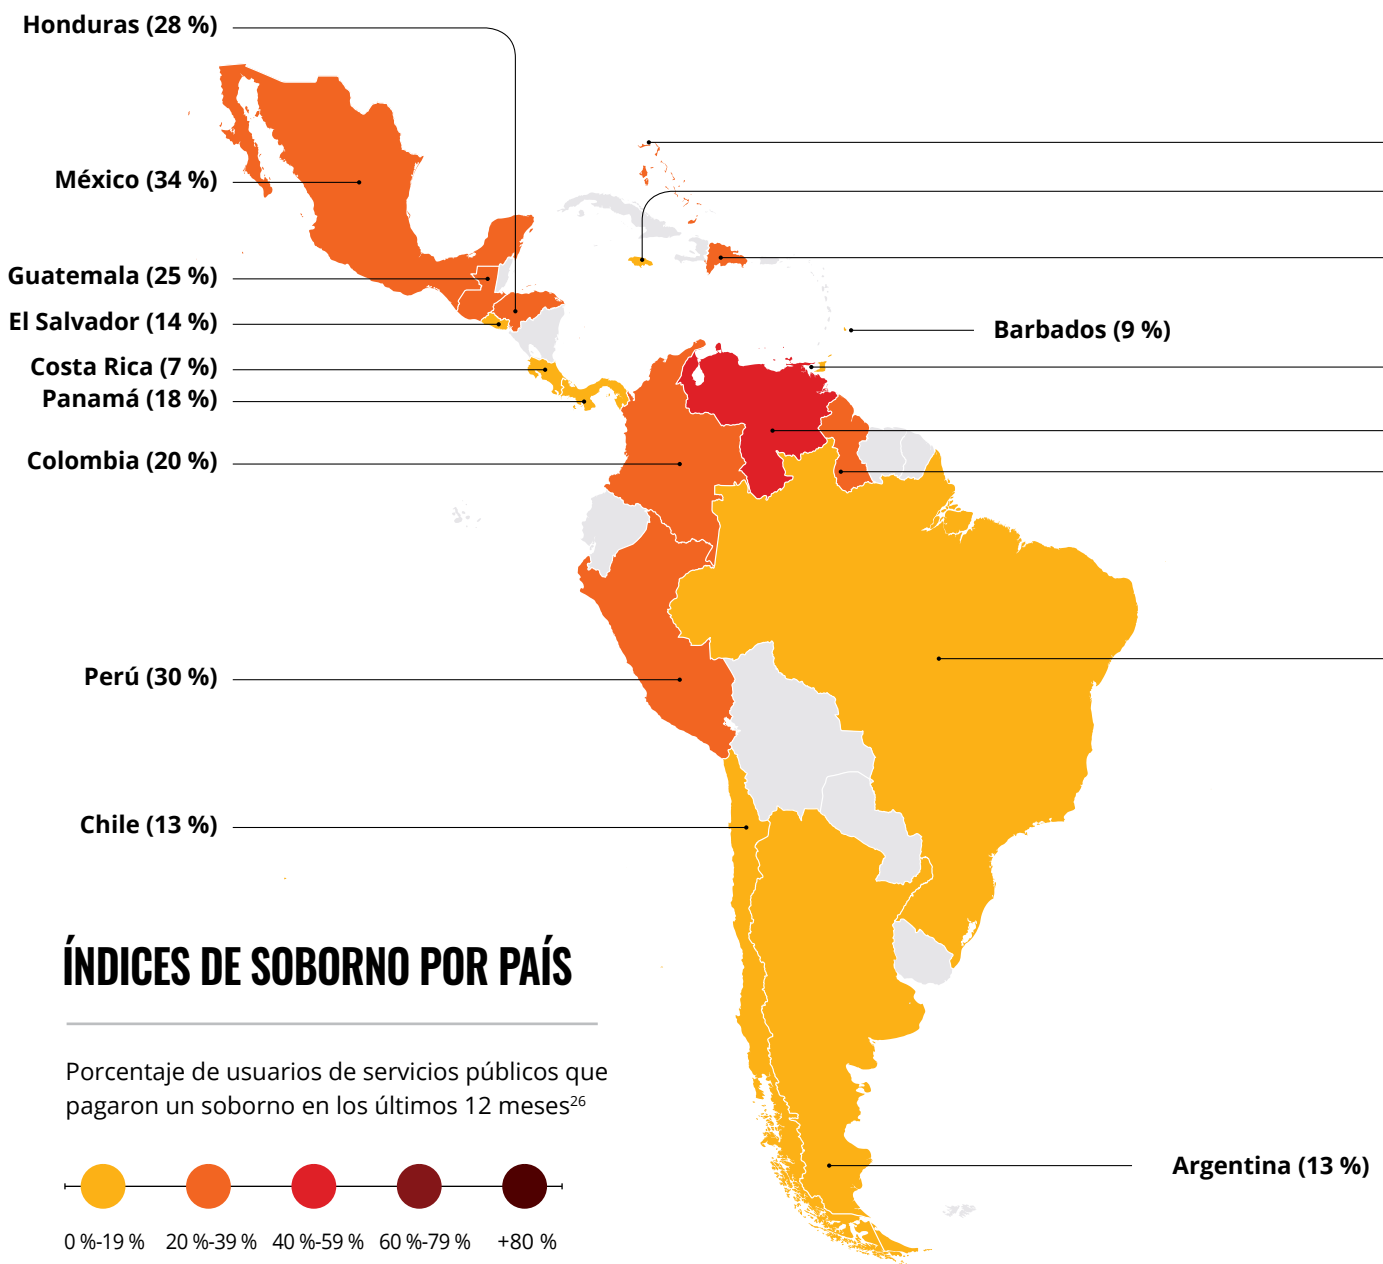 Honduras (28 %)
México (34 %)
Guatemala (25 %)
El Salvador (14 %)
Costa Rica (7 %)
Panamá (18 %)
Colombia (20 %)
Perú (30 %)
Chile (13 %)
Barbados (9 %)
Argentina (13 %)
ÍNDICES DE SOBORNO POR PAÍS
Porcentaje de usuarios de servicios públicos que
pagaron un soborno en los últimos 12 meses²⁶
0 %-19 % 20 %-39 % 40 %-59 % 60 %-79 % +80 %